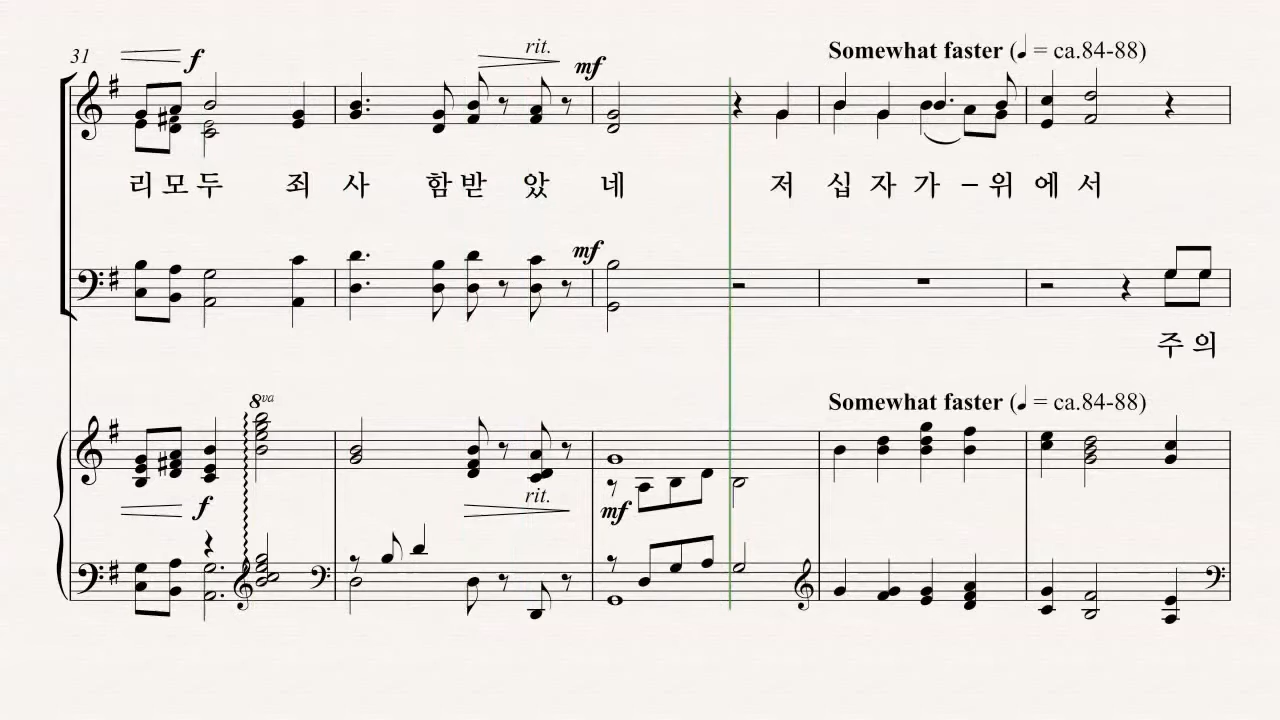 31 f rit. mf Somewhat faster (♩ = ca.84-88)
리 모 두 죄 사 함 받 았 네 저 십 자 가 – 위 에 서
mf
주 의
8va Somewhat faster (♩ = ca.84-88)
f rit. mf